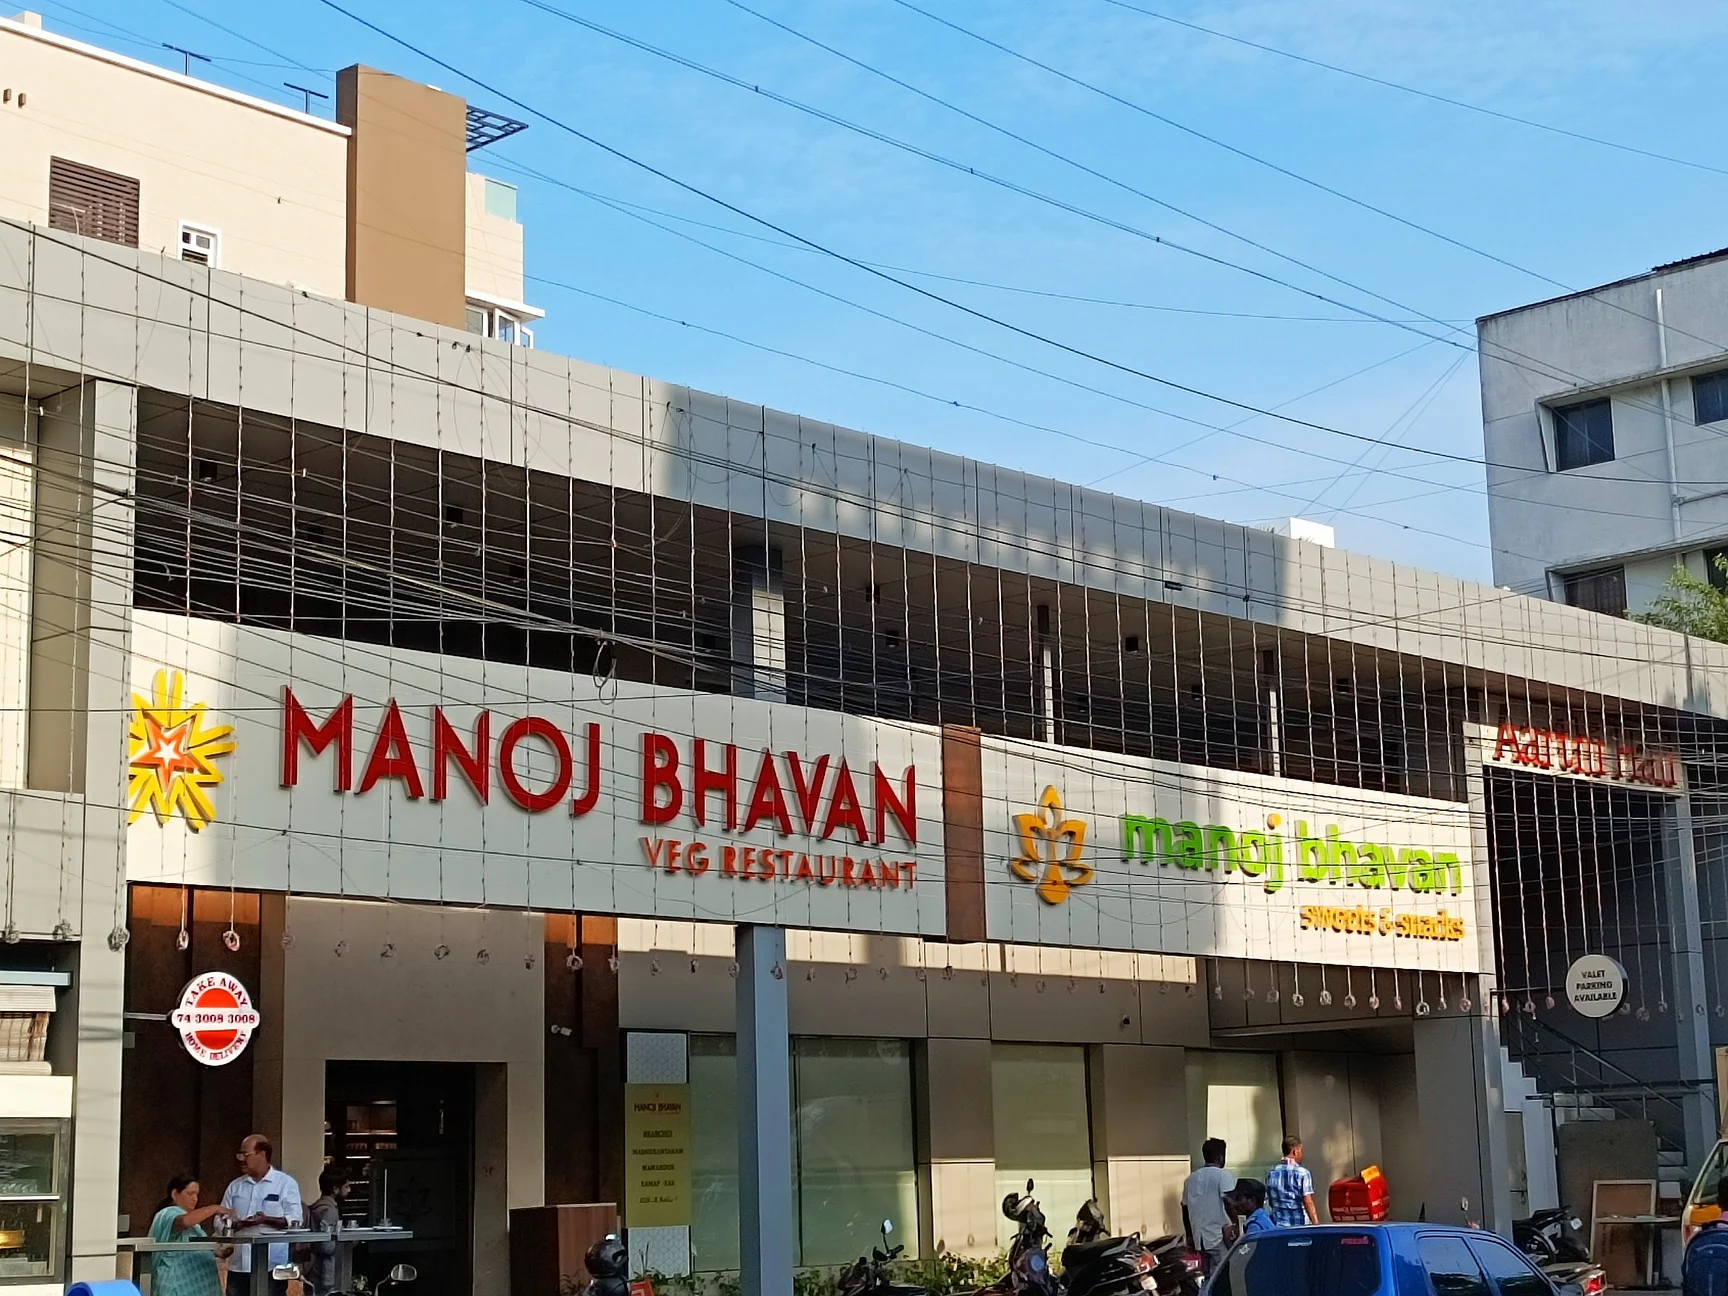 MANOJ BHAVAN
VEG RESTAURANT
manoj bhavan
sweets & snacks
VALET
PARKING
AVAILABLE
TAKE AWAY
74 3008 3008
HOME DELIVERY
MANOJ BHAVAN
BRANCHES